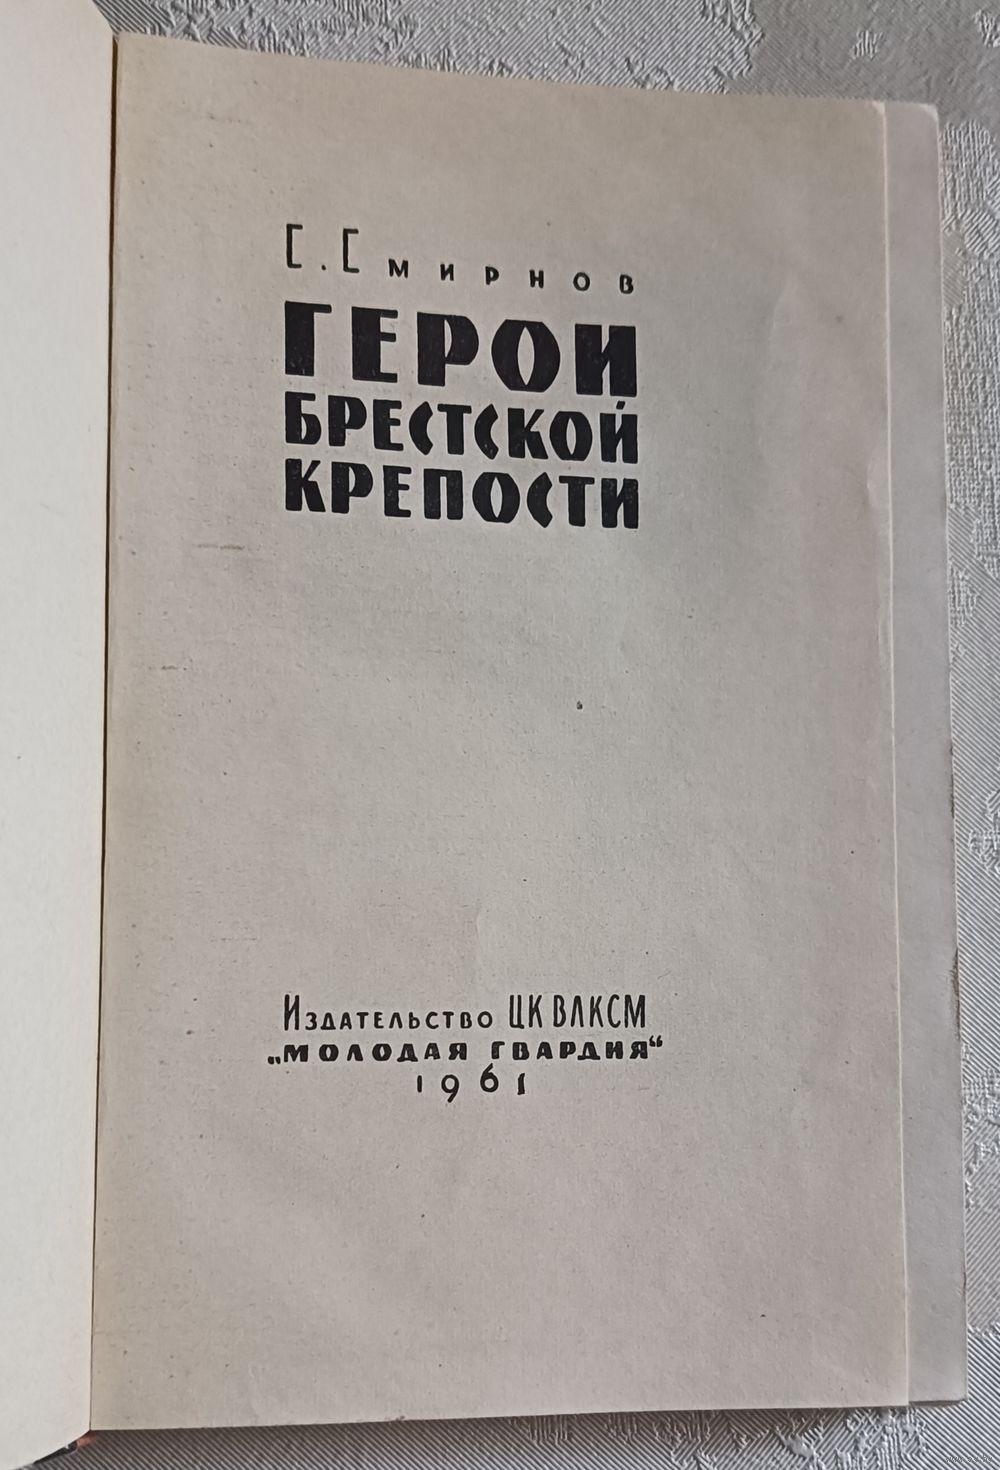 С. Смирнов
ГЕРОИ
БРЕСТСКОЙ
КРЕПОСТИ
Издательство ЦК ВЛКСМ
„МОЛОДАЯ ГВАРДИЯ“
1961